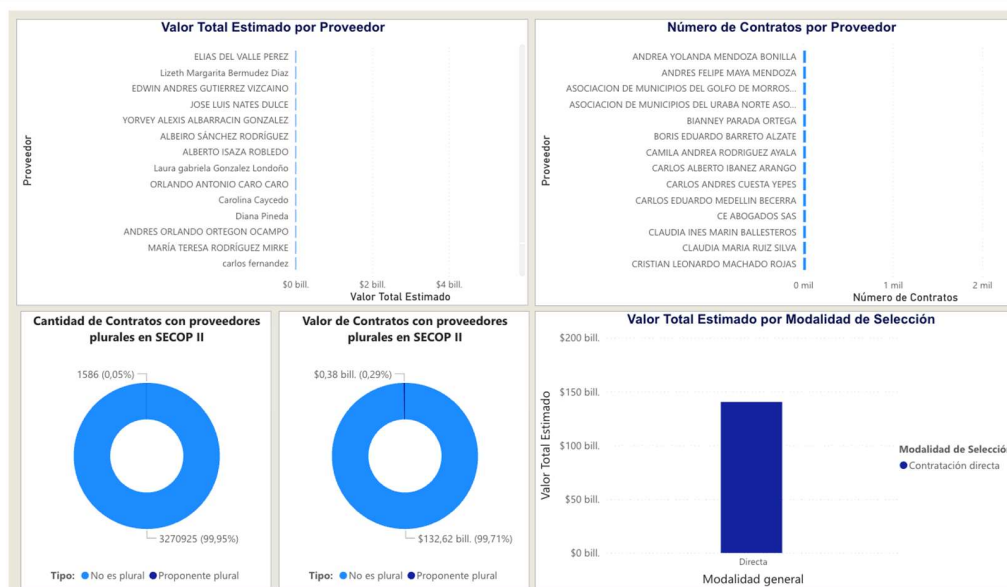 Valor Total Estimado por Proveedor
Proveedor
ELIAS DEL VALLE PEREZ
Lizeth Margarita Bermudez Diaz
EDWIN ANDRES GUTIERREZ VIZCAINO
JOSE LUIS NATES DULCE
YORVEY ALEXIS ALBARRACIN GONZALEZ
ALBEIRO SÁNCHEZ RODRÍGUEZ
ALBERTO ISAZA ROBLEDO
Laura gabriela Gonzalez Londoño
ORLANDO ANTONIO CARO CARO
Carolina Caycedo
Diana Pineda
ANDRES ORLANDO ORTEGON OCAMPO
MARÍA TERESA RODRÍGUEZ MIRKE
carlos fernandez
$0 bill. $2 bill. $4 bill.
Valor Total Estimado
Número de Contratos por Proveedor
Proveedor
ANDREA YOLANDA MENDOZA BONILLA
ANDRES FELIPE MAYA MENDOZA
ASOCIACION DE MUNICIPIOS DEL GOLFO DE MORROS...
ASOCIACION DE MUNICIPIOS DEL URABA NORTE ASO...
BIANNEY PARADA ORTEGA
BORIS EDUARDO BARRETO ALZATE
CAMILA ANDREA RODRIGUEZ AYALA
CARLOS ALBERTO IBANEZ ARANGO
CARLOS ANDRES CUESTA YEPES
CARLOS EDUARDO MEDELLIN BECERRA
CE ABOGADOS SAS
CLAUDIA INES MARIN BALLESTEROS
CLAUDIA MARIA RUIZ SILVA
CRISTIAN LEONARDO MACHADO ROJAS
0 mil 1 mil 2 mil
Número de Contratos
Cantidad de Contratos con proveedores
plurales en SECOP II
1586 (0,05%)
3270925 (99,95%)
Tipo: No es plural Proponente plural
Valor de Contratos con proveedores
plurales en SECOP II
$0,38 bill. (0,29%)
$132,62 bill. (99,71%)
Tipo: No es plural Proponente plural
Valor Total Estimado por Modalidad de Selección
Valor Total Estimado
$200 bill.
$150 bill.
$100 bill.
$50 bill.
$0 bill.
Directa
Modalidad general
Modalidad de Selección
Contratación directa